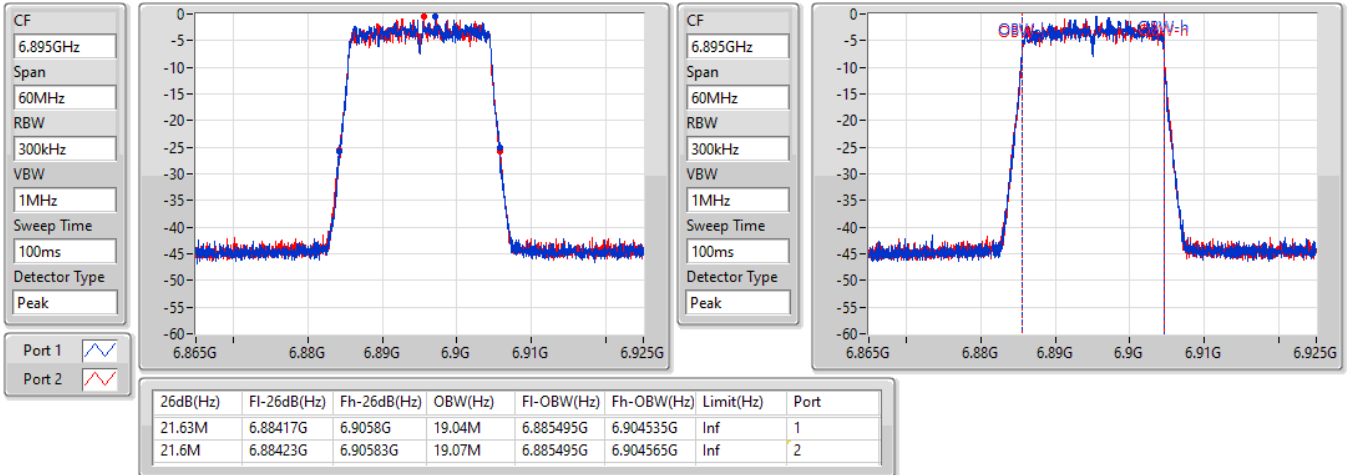 CF
6.895GHz
Span
60MHz
RBW
300kHz
VBW
1MHz
Sweep Time
100ms
Detector Type
Peak
Port 1
Port 2
0-
-5-
-10-
-15-
-20-
-25-
-30-
-35-
-40-
-45-
-50-
-55-
-60-
6.865G 6.88G 6.89G 6.9G 6.91G 6.925G
CF
6.895GHz
Span
60MHz
RBW
300kHz
VBW
1MHz
Sweep Time
100ms
Detector Type
Peak
0-
-5-
-10-
-15-
-20-
-25-
-30-
-35-
-40-
-45-
-50-
-55-
-60-
OBW-h
6.865G 6.88G 6.89G 6.9G 6.91G 6.925G
26dB(Hz) Fl-26dB(Hz) Fh-26dB(Hz) OBW(Hz) Fl-OBW(Hz) Fh-OBW(Hz) Limit(Hz) Port
21.63M 6.88417G 6.9058G 19.04M 6.885495G 6.904535G Inf 1
21.6M 6.88423G 6.90583G 19.07M 6.885495G 6.904565G Inf 2